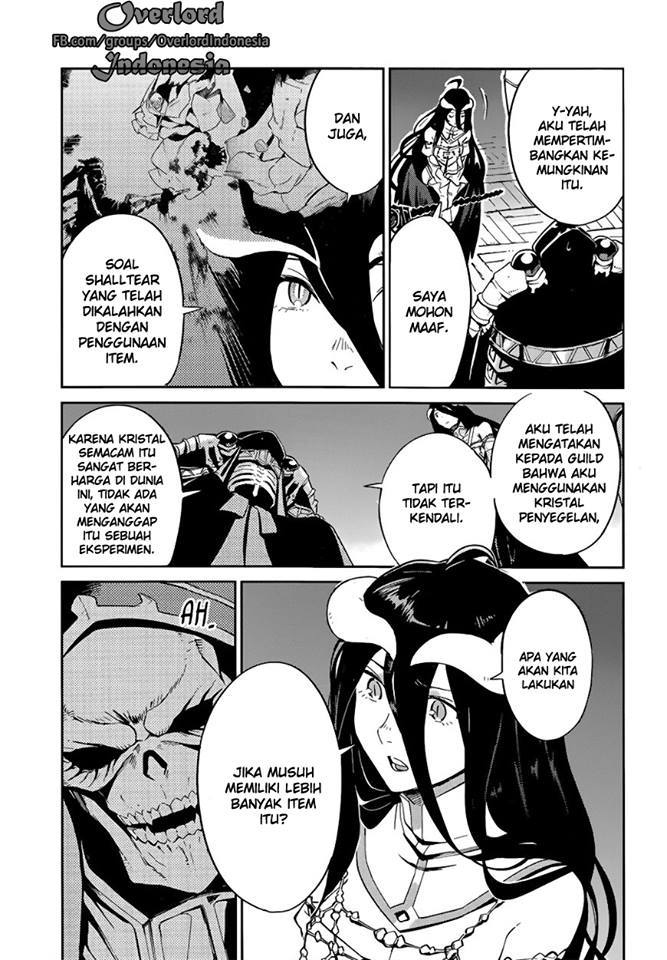 Overlord
FB.com/groups/OverlordIndonesia
Indonesia
Y-YAH,
AKU TELAH
MEMPERTIM-
BANGKAN KE-
MUNGKINAN
ITU.
SAYA
MOHON
MAAF.
DAN
JUGA,
SOAL
SHALLTEAR
YANG TELAH
DIKALAHKAN
DENGAN
PENGGUNAAN
ITEM.
AKU TELAH
MENGATAKAN
KEPADA GUILD
BAHWA AKU
MENGGUNAKAN
KRISTAL
PENYEGELAN,
TAPI ITU
TIDAK TER-
KENDALI.
KARENA KRISTAL
SEMACAM ITU
SANGAT BER-
HARGA DI DUNIA
INI, TIDAK ADA
YANG AKAN
MENGANGGAP
ITU SEBUAH
EKSPERIMEN.
APA YANG
AKAN KITA
LAKUKAN
JIKA MUSUH
MEMILIKI LEBIH
BANYAK ITEM
ITU?
AH.